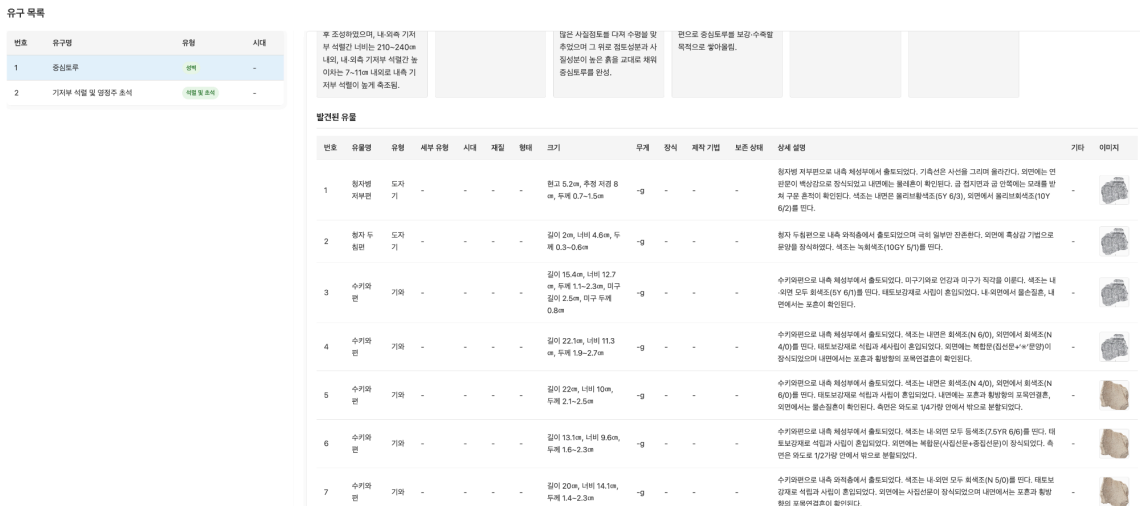 유구 목록
번호 유구명 유형 시대
1 중심토루 성벽 -
2 기저부 석렬 및 영정주 초석 석렬 및 초석 -
후 조성하였으며, 내·외측 기저
부 석렬간 너비는 210~240㎝
내외, 내·외측 기저부 석렬간 높
이차는 7~11㎝ 내외로 내측 기
저부 석렬이 높게 축조됨.
많은 사질점토를 다져 수평을 맞
추었으며 그 위로 점토성분과 사
질성분이 높은 흙을 교대로 채워
중심토루를 완성.
편으로 중심토루를 보강·수축할
목적으로 쌓아올림.
발견된 유물
번호 유물명 유형 세부 유형 시대 재질 형태 크기 무게 장식 제작 기법 보존 상태 상세 설명 기타 이미지
1 청자병 저부편 도자기 - - - - 현고 5.2㎝, 추정 저경 8㎝, 두께 0.7~1.5㎝ -g - - -
청자병 저부편으로 내측 체성부에서 출토되었다. 기측선은 사선을 그리며 올라간다. 외면에는 연
판문이 백상감으로 장식되었고 내면에는 물레흔이 확인된다. 굽 접지면과 굽 안쪽에는 모래를 받
쳐 구운 흔적이 확인된다. 색조는 내면은 올리브황색조(5Y 6/3), 외면에서 올리브회색조(10Y
6/2)를 띤다.
-
2 청자 두침편 도자기 - - - - 길이 2㎝, 너비 4.6㎝, 두께 0.3~0.6㎝ -g - - -
청자 두침편으로 내측 와적층에서 출토되었으며 극히 일부만 잔존한다. 외면에 흑상감 기법으로
문양을 장식하였다. 색조는 녹회색조(10GY 5/1)를 띤다.
-
3 수키와편 기와 - - - - 길이 15.4㎝, 너비 12.7㎝, 두께 1.1~2.3㎝, 미구 길이 2.5㎝, 미구 두께 0.8㎝ -g - - -
수키와편으로 내측 체성부에서 출토되었다. 미구기와로 언강과 미구가 직각을 이룬다. 색조는 내
·외면 모두 회색조(5Y 6/1)를 띤다. 태토보강재로 사립이 혼입되었다. 내·외면에서 물손질흔, 내
면에서는 포흔이 확인된다.
-
4 수키와편 기와 - - - - 길이 22.1㎝, 너비 11.3㎝, 두께 1.9~2.7㎝ -g - - -
수키와편으로 내측 체성부에서 출토되었다. 색조는 내면은 회색조(N 6/0), 외면에서 회색조(N
4/0)를 띤다. 태토보강재로 석립과 세사립이 혼입되었다. 외면에는 복합문(집선문+'※'문양)이
장식되었으며 내면에서는 포흔과 횡방향의 포목연결흔이 확인된다.
-
5 수키와편 기와 - - - - 길이 22㎝, 너비 10㎝, 두께 2.1~2.5㎝ -g - - -
수키와편으로 내측 체성부에서 출토되었다. 색조는 내면은 회색조(N 4/0), 외면에서 회색조(N
6/0)를 띤다. 태토보강재로 석립과 사립이 혼입되었다. 내면에는 포흔과 횡방향의 포목연결흔,
외면에서는 물손질흔이 확인된다. 측면은 와도로 1/4가량 안에서 밖으로 분할되었다.
-
6 수키와편 기와 - - - - 길이 13.1㎝, 너비 9.6㎝, 두께 1.6~2.3㎝ -g - - -
수키와편으로 내측 체성부에서 출토되었다. 색조는 내·외면 모두 등색조(7.5YR 6/6)를 띤다. 태
토보강재로 석립과 사립이 혼입되었다. 외면에는 복합문(사집선문+종집선문)이 장식되었다. 측
면은 와도로 1/2가량 안에서 밖으로 분할되었다.
-
7 수키와편 기와 - - - - 길이 20㎝, 너비 14.1㎝, 두께 1.4~2.3㎝ -g - - -
수키와편으로 내측 와적층에서 출토되었다. 색조는 내·외면 모두 회색조(N 5/0)를 띤다. 태토보
강재로 석립과 사립이 혼입되었다. 외면에는 사집선문이 장식되었으며 내면에서는 포흔과 횡방
향의 포목연결흔이 확인된다.
-